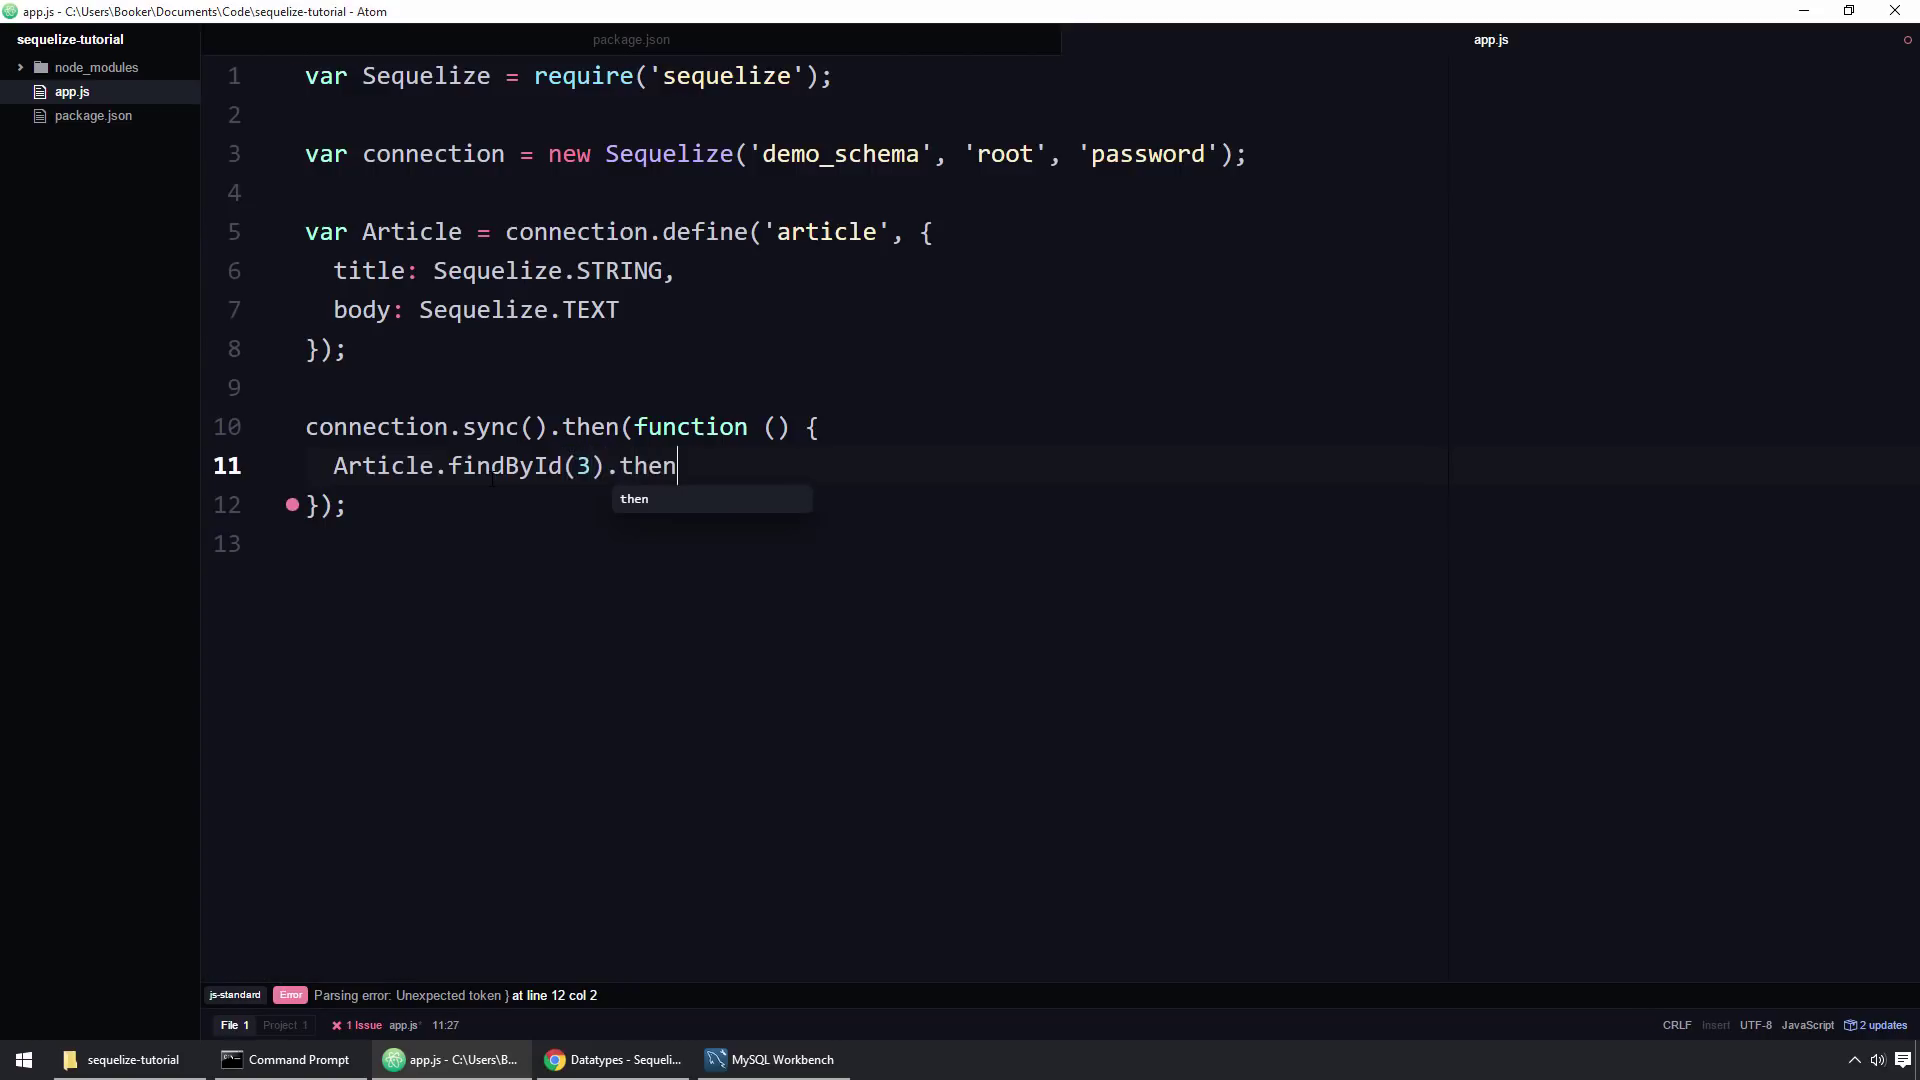 app.js - C:\Users\Booker\Documents\Code\sequelize-tutorial - Atom
sequelize-tutorial
node_modules
app.js
package.json
package.json
app.js
1 var Sequelize = require('sequelize');
2
3 var connection = new Sequelize('demo_schema', 'root', 'password');
4
5 var Article = connection.define('article', {
6 title: Sequelize.STRING,
7 body: Sequelize.TEXT
8 });
9
10 connection.sync().then(function () {
11 Article.findById(3).then
then
12 });
13
js-standard Error Parsing error: Unexpected token } at line 12 col 2
File 1 Project 1 1 Issue app.js* 11:27 CRLF Insert UTF-8 JavaScript 2 updates
sequelize-tutorial Command Prompt app.js - C:\Users\B... Datatypes - Sequeli... MySQL Workbench